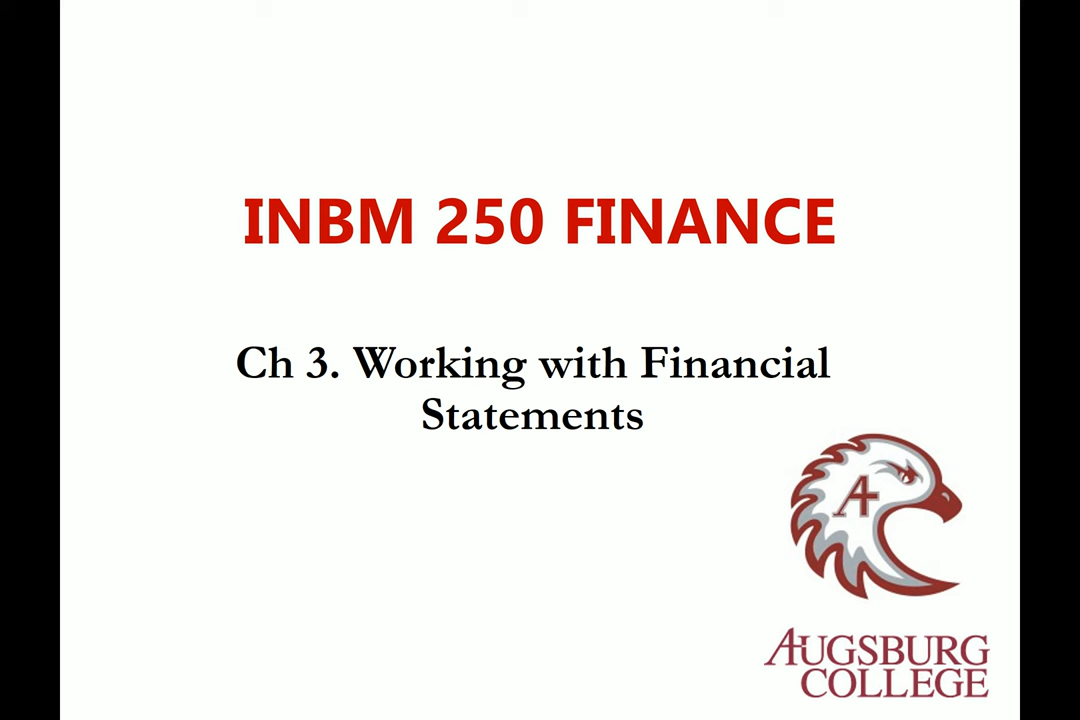 INBM 250 FINANCE
Ch 3. Working with Financial
Statements
A
AUGSBURG
COLLEGE